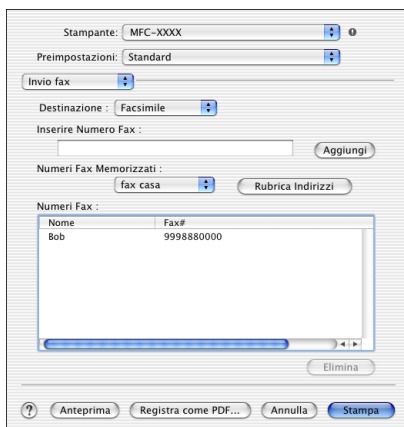 Stampante: MFC-XXXX
Preimpostazioni: Standard
Invio fax
Destinazione : Facsimile
Inserire Numero Fax :
Aggiungi
Numeri Fax Memorizzati :
fax casa Rubrica Indirizzi
Numeri Fax :
Nome Fax#
Bob 9998880000
Elimina
? Anteprima Registra come PDF... Annulla Stampa